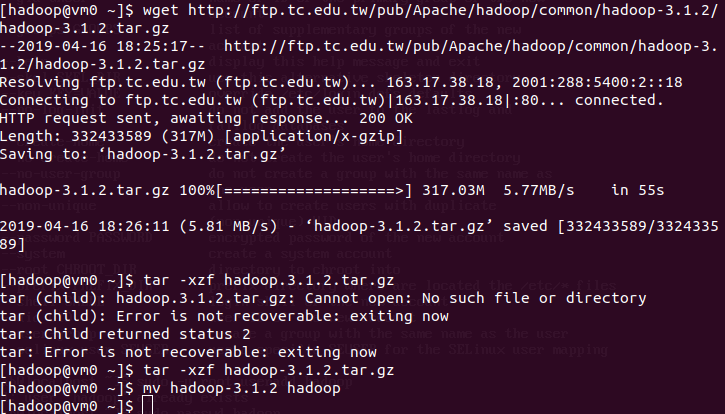 [hadoop@vm0 ~]$ wget http://ftp.tc.edu.tw/pub/Apache/hadoop/common/hadoop-3.1.2/
hadoop-3.1.2.tar.gz
--2019-04-16 18:25:17--  http://ftp.tc.edu.tw/pub/Apache/hadoop/common/hadoop-3.
1.2/hadoop-3.1.2.tar.gz
Resolving ftp.tc.edu.tw (ftp.tc.edu.tw)... 163.17.38.18, 2001:288:5400:2::18
Connecting to ftp.tc.edu.tw (ftp.tc.edu.tw)|163.17.38.18|:80... connected.
HTTP request sent, awaiting response... 200 OK
Length: 332433589 (317M) [application/x-gzip]
Saving to: ‘hadoop-3.1.2.tar.gz’
hadoop-3.1.2.tar.gz 100%[===================>] 317.03M  5.77MB/s    in 55s
2019-04-16 18:26:11 (5.81 MB/s) - ‘hadoop-3.1.2.tar.gz’ saved [332433589/3324335
89]
[hadoop@vm0 ~]$ tar -xzf hadoop.3.1.2.tar.gz
tar (child): hadoop.3.1.2.tar.gz: Cannot open: No such file or directory
tar (child): Error is not recoverable: exiting now
tar: Child returned status 2
tar: Error is not recoverable: exiting now
[hadoop@vm0 ~]$ tar -xzf hadoop-3.1.2.tar.gz
[hadoop@vm0 ~]$ mv hadoop-3.1.2 hadoop
[hadoop@vm0 ~]$